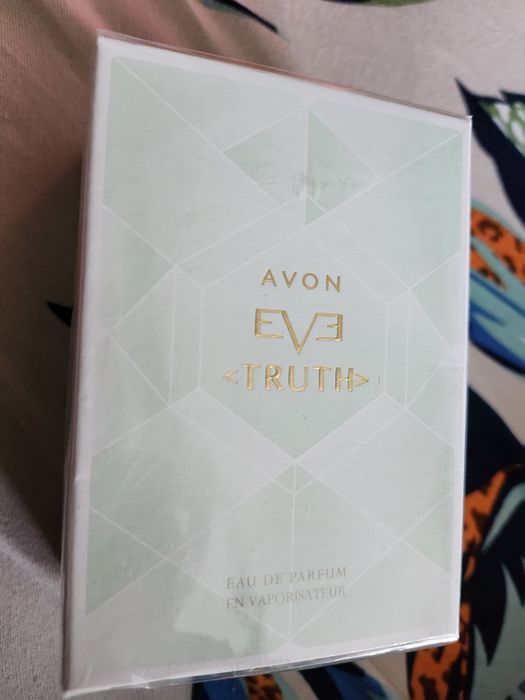 AVON
EVE
<TRUTH>
EAU DE PARFUM
EN VAPORISATEUR